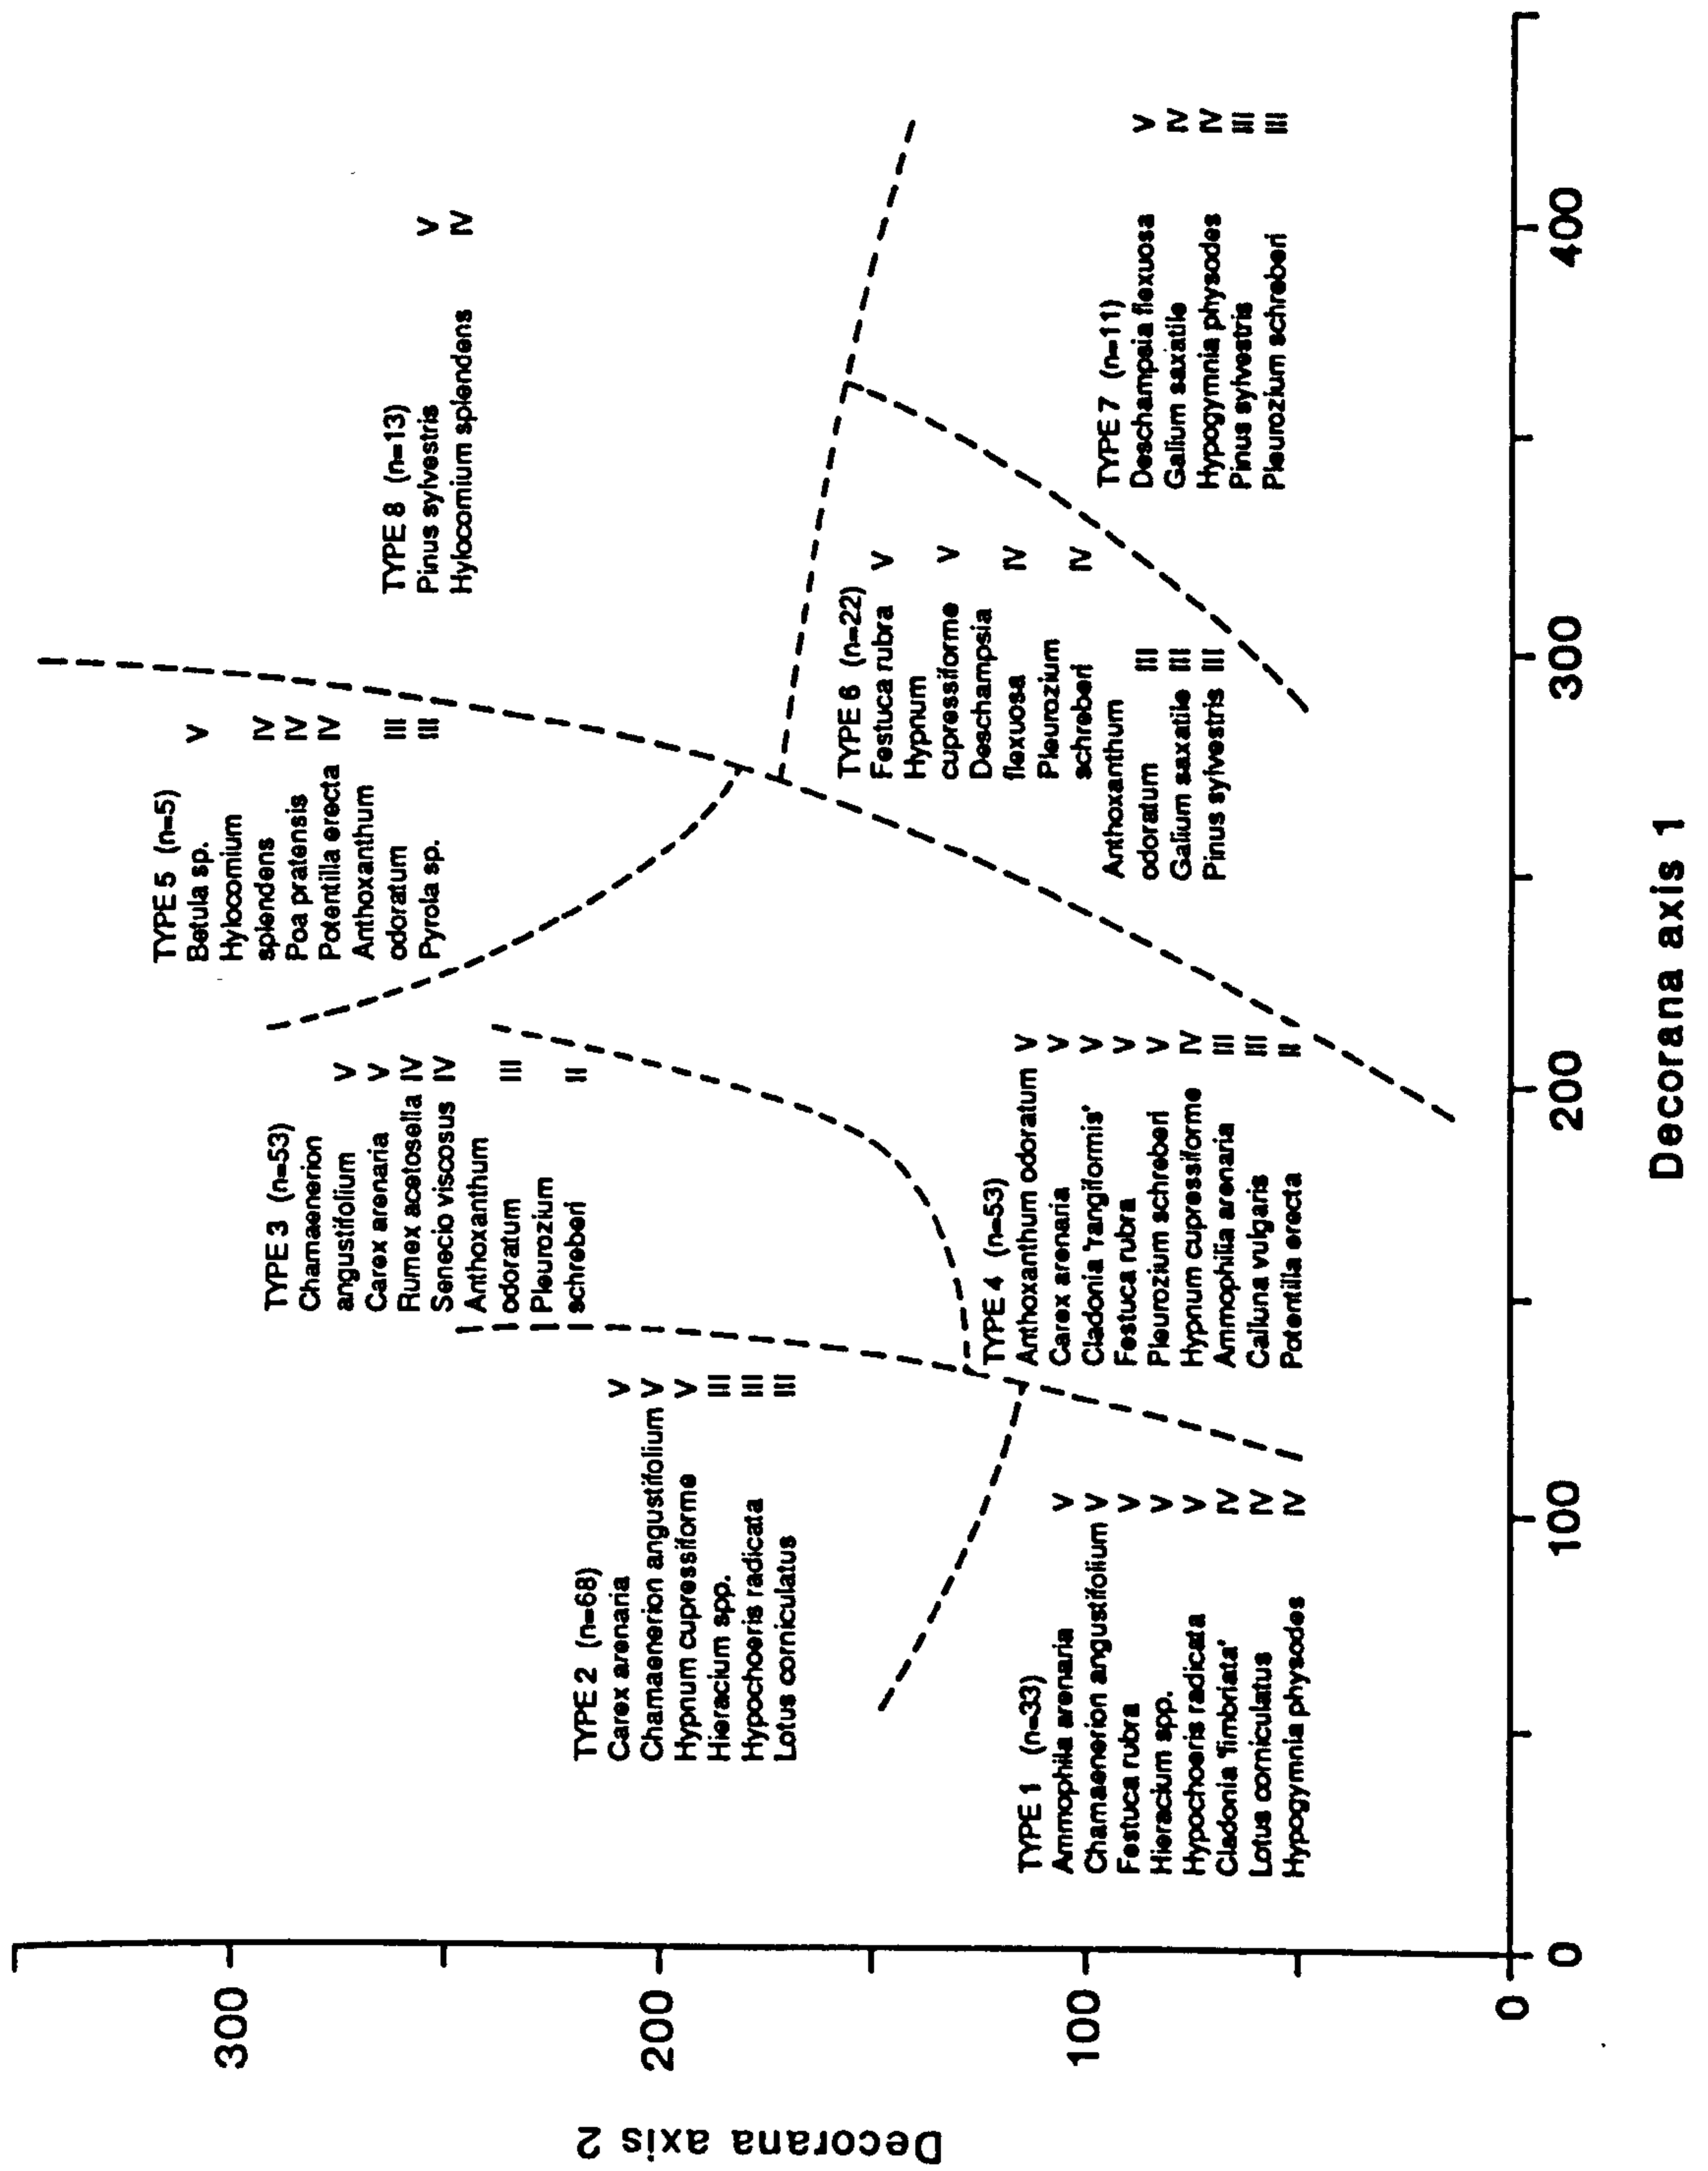 Decorana axis 2
300
200
100
0
TYPE 1 (n=33)
Ammophila arenaria V
Chamaenerion angustifolium V
Festuca rubra V
Hieracium spp. V
Hypochoeris radicata V
Cladonia 'fimbriata' IV
Lotus corniculatus IV
Hypogymnia physodes IV
TYPE 2 (n=68)
Carex arenaria V
Chamaenerion angustifolium V
Hypnum cupressiforme V
Hieracium spp. III
Hypochoeris radicata III
Lotus corniculatus III
TYPE 3 (n=53)
Chamaenerion
angustifolium V
Carex arenaria V
Rumex acetosella IV
Senecio viscosus IV
Anthoxanthum
odoratum III
Pleurozium
schreberi II
TYPE 4 (n=53)
Anthoxanthum odoratum V
Carex arenaria V
Cladonia 'rangiformis' V
Festuca rubra V
Pleurozium schreberi V
Hypnum cupressiforme IV
Ammophilia arenaria III
Calluna vulgaris III
Potentilla erecta II
TYPE 5 (n=5)
Betula sp. V
Hylocomium
splendens IV
Poa pratensis IV
Potentilla erecta IV
Anthoxanthum
odoratum III
Pyrola sp. III
TYPE 6 (n=22)
Festuca rubra V
Hypnum
cupressiforme V
Deschampsia
flexuosa IV
Pleurozium
schreberi IV
Anthoxanthum
odoratum III
Galium saxatile III
Pinus sylvestris III
TYPE 7 (n=11)
Deschampsia flexuosa V
Galium saxatile IV
Hypogymnia physodes IV
Pinus sylvestris III
Pleurozium schreberi III
TYPE 8 (n=13)
Pinus sylvestris V
Hylocomium splendens IV
0
100
200
300
400
Decorana axis 1